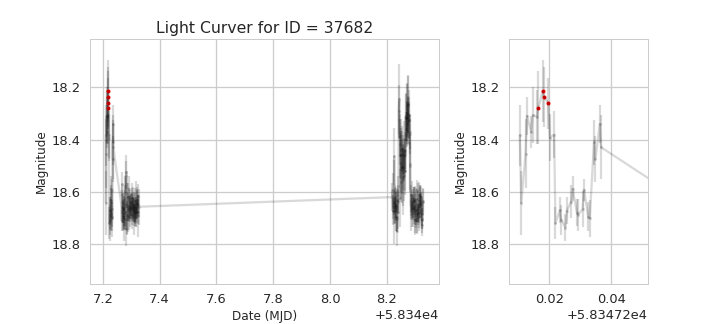 Light Curver for ID = 37682
Magnitude
18.2
18.4
18.6
18.8
7.2 7.4 7.6 7.8 8.0 8.2
Date (MJD)
+5.834e4
Magnitude
18.2
18.4
18.6
18.8
0.02 0.04
+5.83472e4